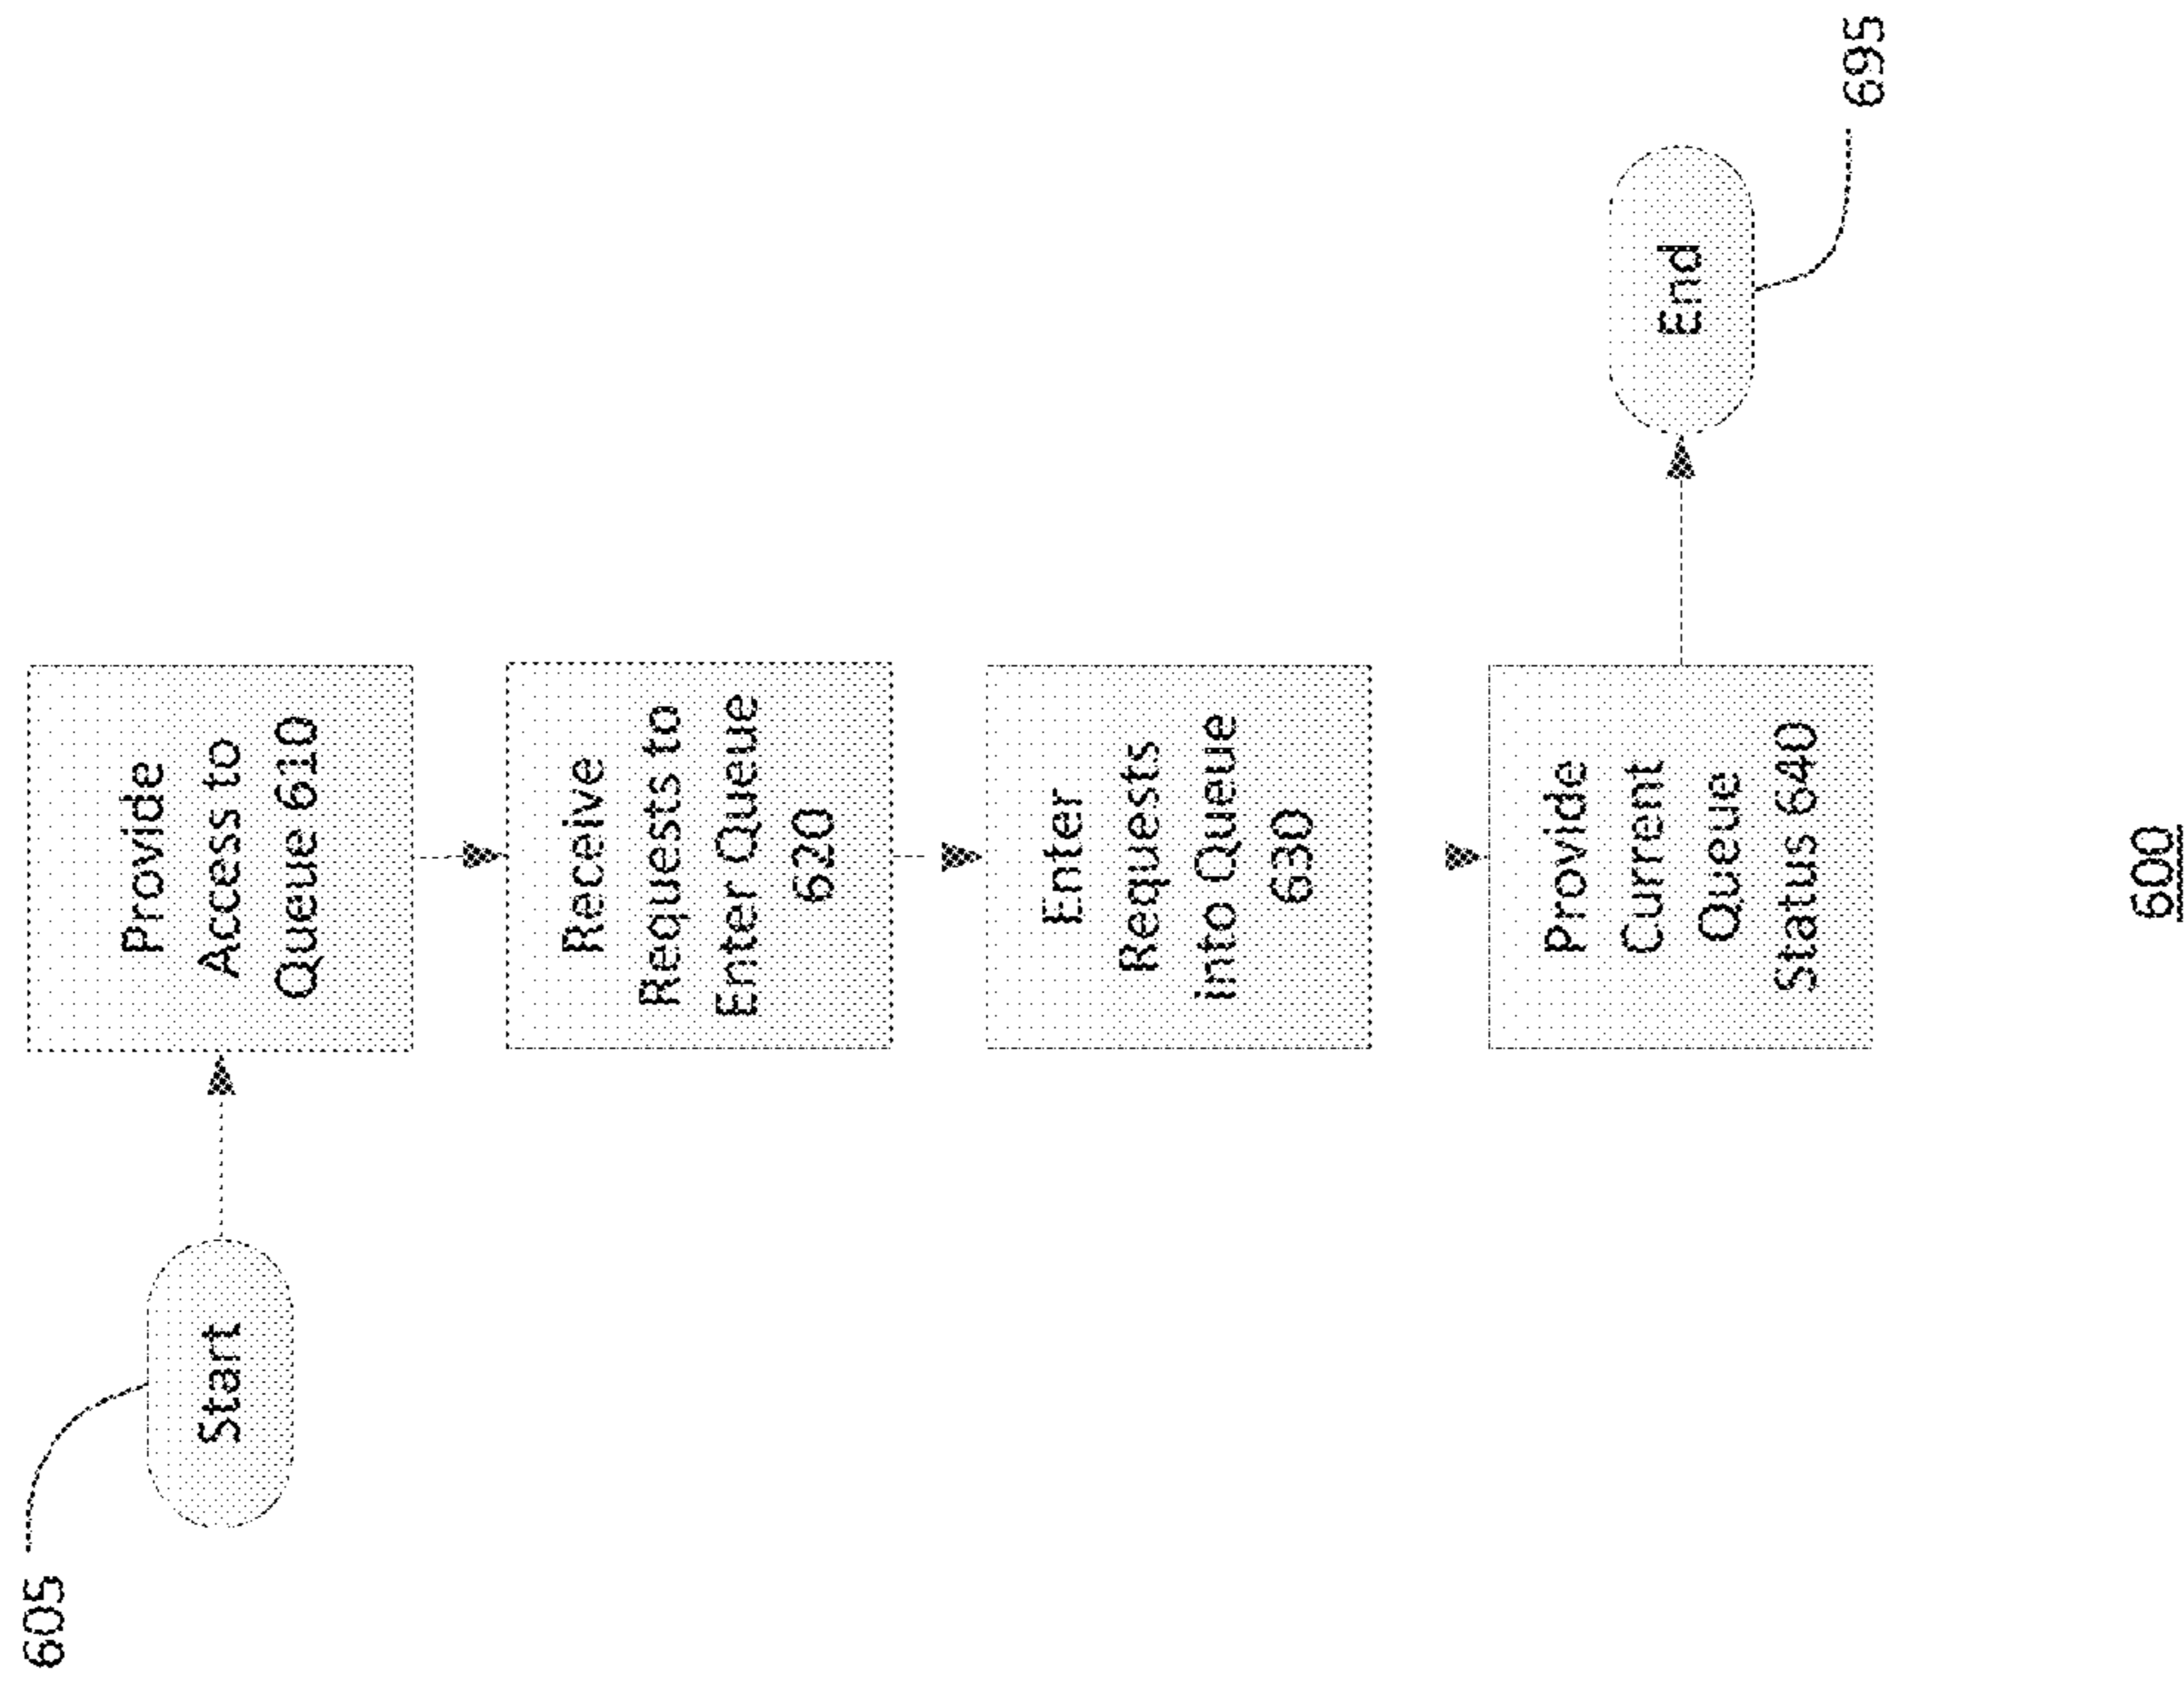 605
Start
Provide
Access to
Queue 610
Receive
Requests to
Enter Queue
620
Enter
Requests
into Queue
630
Provide
Current
Queue
Status 640
End
695
600